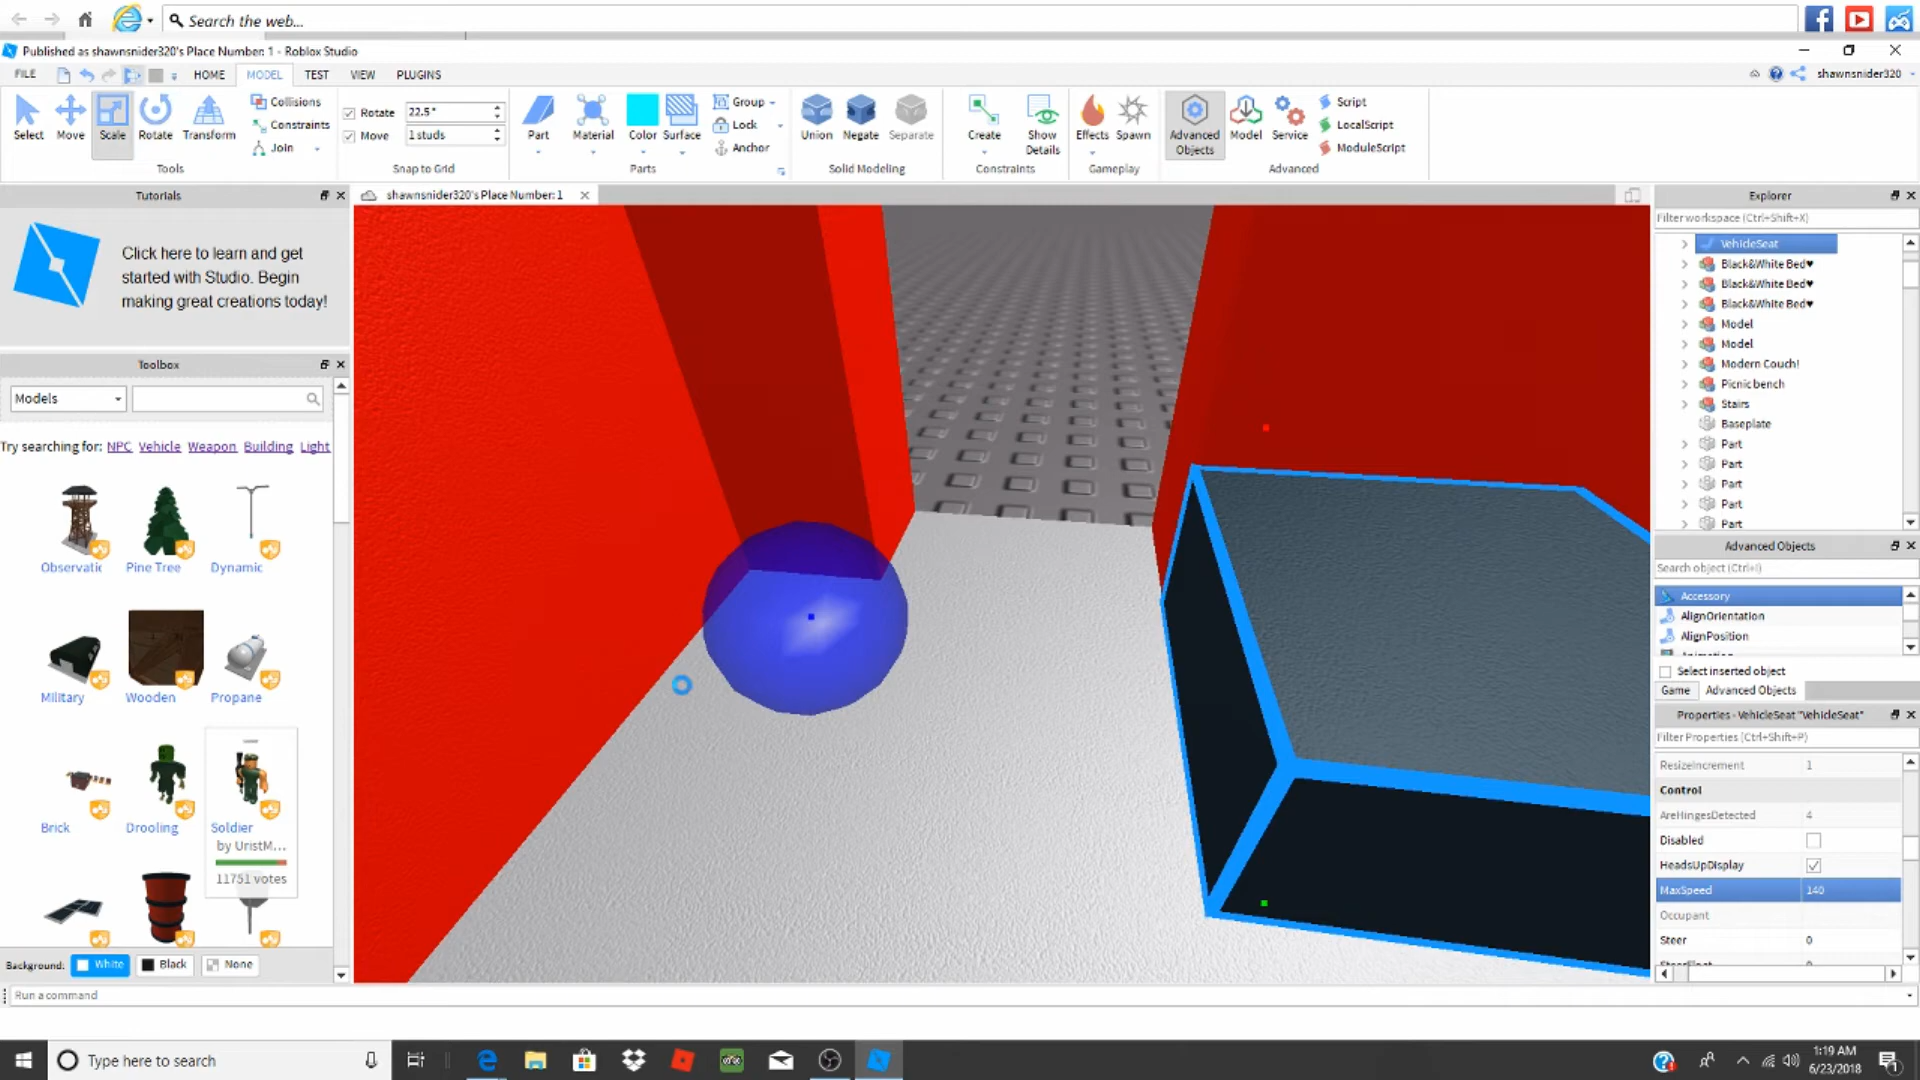 Search the web...
Published as shawnsnider320's Place Number: 1 - Roblox Studio
FILE HOME MODEL TEST VIEW PLUGINS shawnsnider320
Select Move Scale Rotate Transform
Collisions
Constraints
Join
Tools
Rotate 22.5°
Move 1 studs
Snap to Grid
Part Material Color Surface
Group
Lock
Anchor
Parts
Union Negate Separate
Solid Modeling
Create Show Details
Constraints
Effects Spawn
Gameplay
Advanced Objects Model Service
Script
LocalScript
ModuleScript
Advanced
Tutorials
Click here to learn and get
started with Studio. Begin
making great creations today!
Toolbox
Models
Try searching for: NPC Vehicle Weapon Building Light
Observatic Pine Tree Dynamic
Military Wooden Propane
Brick Drooling Soldier
by UristM...
11751 votes
Background: White Black None
Run a command
shawnsnider320's Place Number: 1
Explorer
Filter workspace (Ctrl+Shift+X)
VehicleSeat
Black&White Bed♥
Black&White Bed♥
Black&White Bed♥
Model
Model
Modern Couch!
Picnic bench
Stairs
Baseplate
Part
Part
Part
Part
Part
Advanced Objects
Search object (Ctrl+I)
Accessory
AlignOrientation
AlignPosition
Select inserted object
Game Advanced Objects
Properties - VehicleSeat "VehicleSeat"
Filter Properties (Ctrl+Shift+P)
ResizeIncrement 1
Control
AreHingesDetected 4
Disabled
HeadsUpDisplay
MaxSpeed 140
Occupant
Steer 0
Type here to search
1:19 AM
6/23/2018